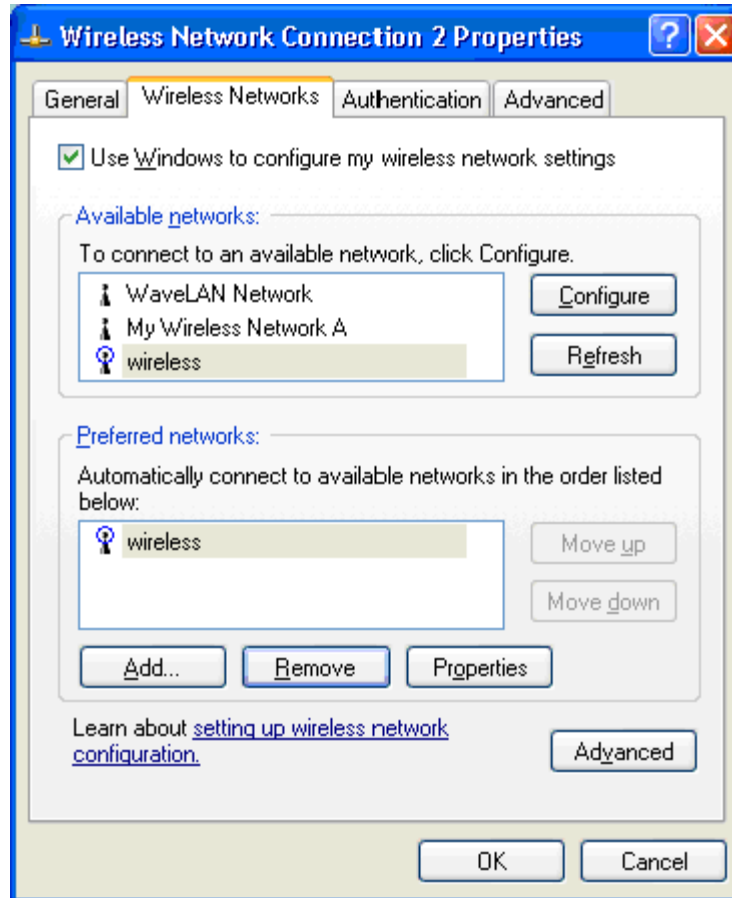 Wireless Network Connection 2 Properties
General Wireless Networks Authentication Advanced
Use Windows to configure my wireless network settings
Available networks:
To connect to an available network, click Configure.
WaveLAN Network
My Wireless Network A
wireless
Configure
Refresh
Preferred networks:
Automatically connect to available networks in the order listed
below:
wireless
Move up
Move down
Add... Remove Properties
Learn about setting up wireless network
configuration.
Advanced
OK Cancel